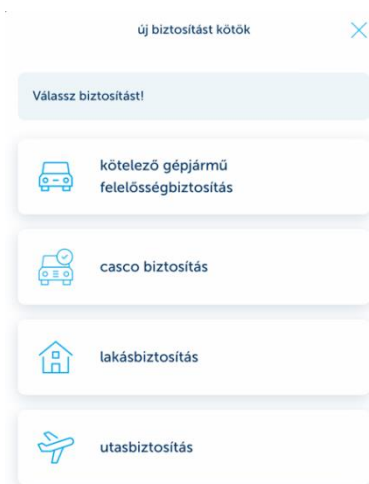 új biztosítást kötök
Válassz biztosítást!
kötelező gépjármű
felelősségbiztosítás
casco biztosítás
lakásbiztosítás
utasbiztosítás